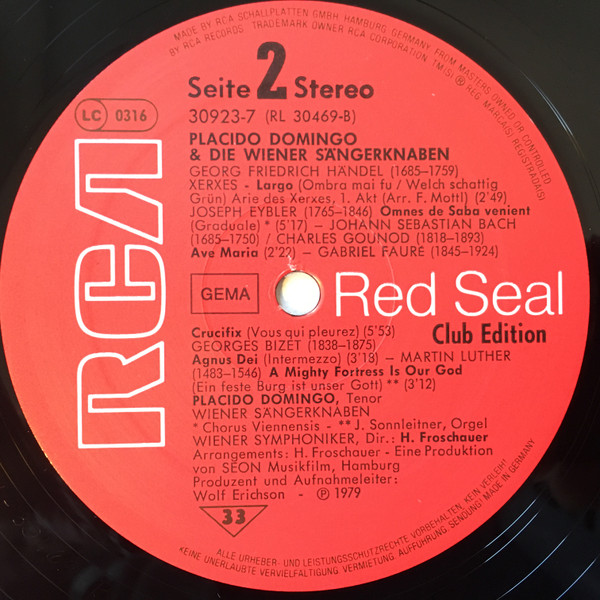 MADE BY RCA SCHALLPLATTEN GMBH HAMBURG, GERMANY, FROM MASTERS OWNED OR CONTROLLED
BY RCA RECORDS TRADEMARK OWNER RCA CORPORATION. TM(S) ® REG. MARCA(S) REGISTRADA(S)
Seite 2 Stereo
LC 0316
30923-7 (RL 30469-B)
PLACIDO DOMINGO
& DIE WIENER SÄNGERKNABEN
GEORG FRIEDRICH HÄNDEL (1685-1759)
XERXES - Largo (Ombra mai fu / Welch schattig
Grün) Arie des Xerxes, 1. Akt (Arr. F. Mottl) (2'49)
JOSEPH EYBLER (1765-1846) Omnes de Saba venient
(Graduale) * (5'17) – JOHANN SEBASTIAN BACH
(1685-1750) / CHARLES GOUNOD (1818-1893)
Ave Maria (2'22) – GABRIEL FAURÉ (1845-1924)
RCA
GEMA
Red Seal
Club Edition
Crucifix (Vous qui pleurez) (5'53)
GEORGES BIZET (1838-1875)
Agnus Dei (Intermezzo) (3'13) – MARTIN LUTHER
(1483-1546) A Mighty Fortress Is Our God
(Ein feste Burg ist unser Gott) ** (3'12)
PLACIDO DOMINGO, Tenor
WIENER SÄNGERKNABEN
* Chorus Viennensis - ** J. Sonnleitner, Orgel
WIENER SYMPHONIKER, Dir.: H. Froschauer
Arrangements: H. Froschauer - Eine Produktion
von SEON Musikfilm, Hamburg
Produzent und Aufnahmeleiter:
Wolf Erichson - ℗ 1979
33
ALLE URHEBER- UND LEISTUNGSSCHUTZRECHTE VORBEHALTEN. KEIN VERLEIH!
KEINE UNERLAUBTE VERVIELFÄLTIGUNG, VERMIETUNG, AUFFÜHRUNG, SENDUNG! MADE IN GERMANY